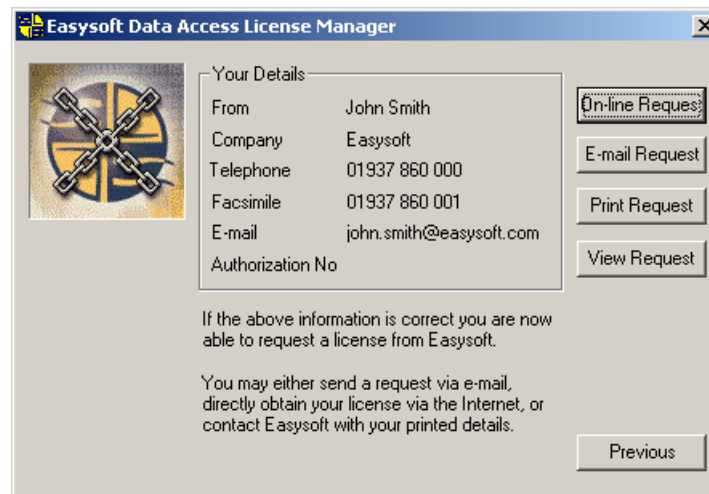 Easysoft Data Access License Manager
Your Details
From John Smith
Company Easysoft
Telephone 01937 860 000
Facsimile 01937 860 001
E-mail john.smith@easysoft.com
Authorization No
On-line Reques
E-mail Request
Print Request
View Request
If the above information is correct you are now
able to request a license from Easysoft.
You may either send a request via e-mail,
directly obtain your license via the Internet, or
contact Easysoft with your printed details.
Previous